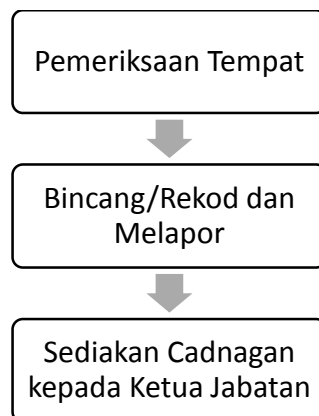 Pemeriksaan Tempat
Bincang/Rekod dan
Melapor
Sediakan Cadnagan
kepada Ketua Jabatan